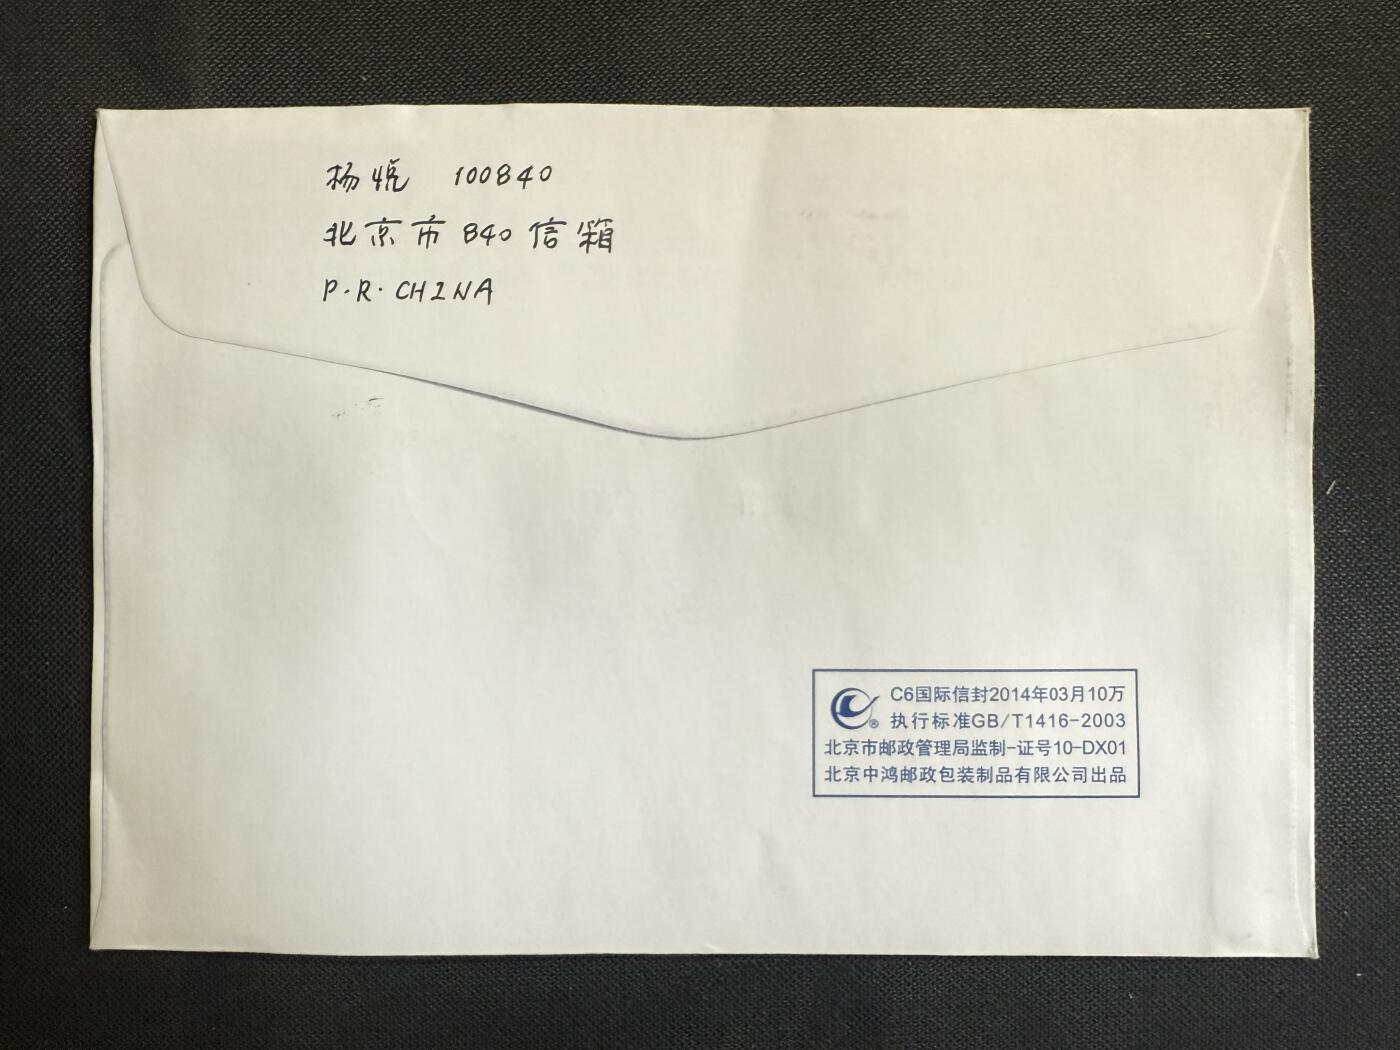 杨悦 100840
北京市840信箱
P.R. CHINA
C6国际信封2014年03月10万
执行标准GB/T1416-2003
北京市邮政管理局监制-证号10-DX01
北京中鸿邮政包装制品有限公司出品